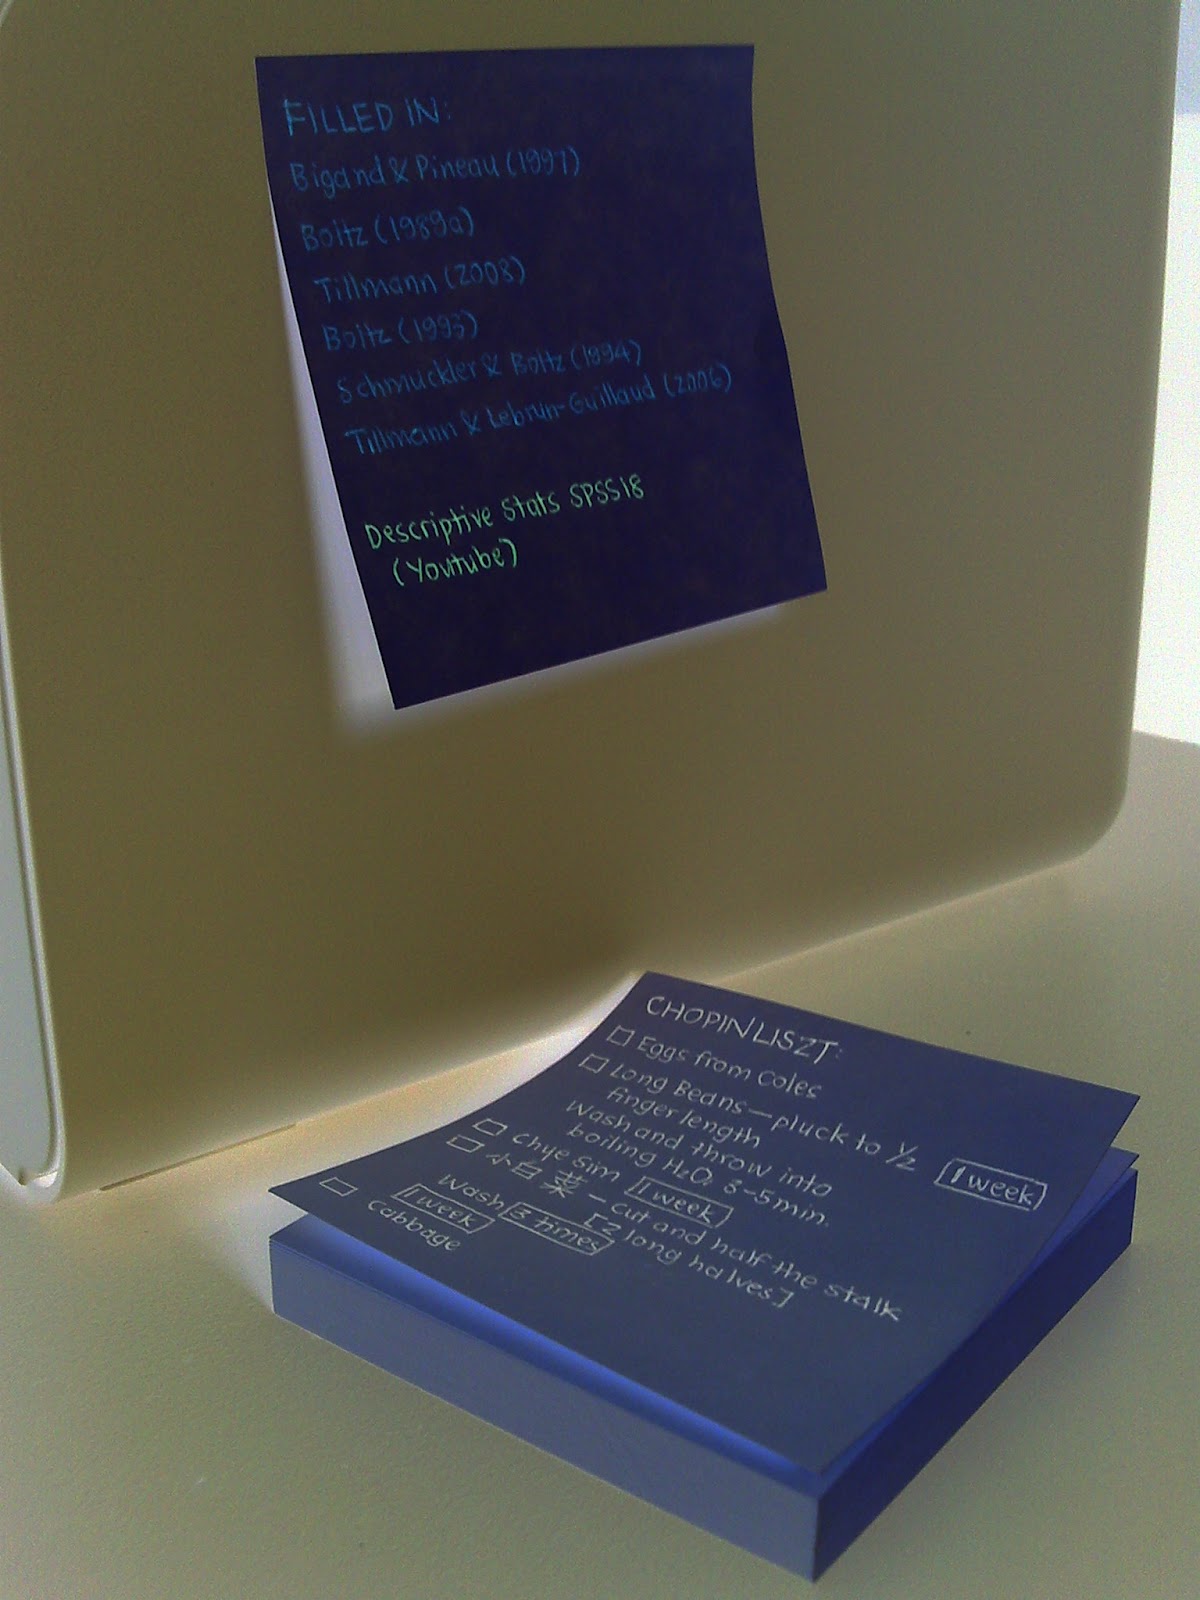 FILLED IN:
Bigand & Pineau (1997)
Boltz (1989a)
Tillmann (2008)
Boltz (1993)
Schmuckler & Boltz (1994)
Tillmann & Lebrun-Guillaud (2006)
Descriptive Stats SPSS18
(Youtube)
CHOPINLISZT:
Eggs from Coles
Long Beans — pluck to 1/2
finger length
1 week
Wash and throw into
boiling H2O, 3-5min.
Chye Sim 1 week
小白菜 - cut and half the stalk
[2 long halves]
Wash 3 times
1 week
Cabbage